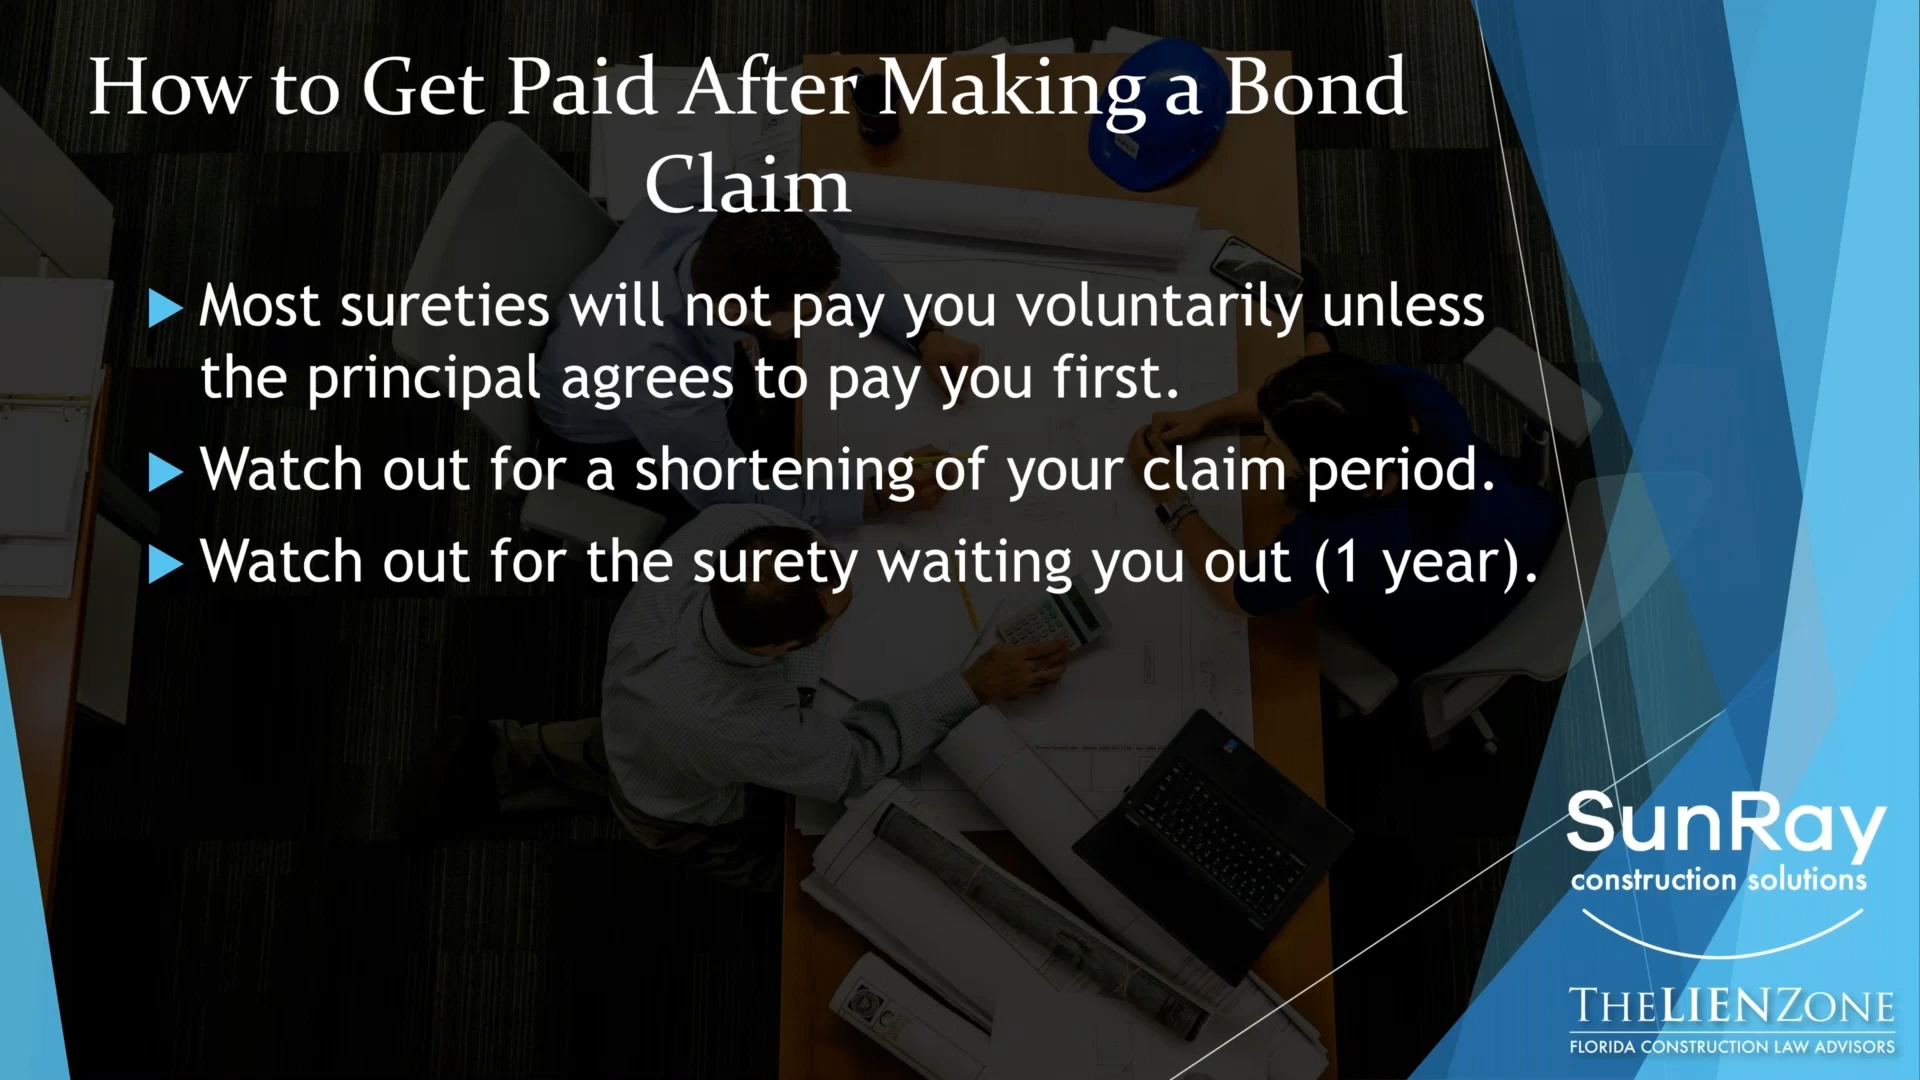 How to Get Paid After Making a Bond
Claim
Most sureties will not pay you voluntarily unless
the principal agrees to pay you first.
Watch out for a shortening of your claim period.
Watch out for the surety waiting you out (1 year).
SunRay
construction solutions
THELIENZONE
FLORIDA CONSTRUCTION LAW ADVISORS